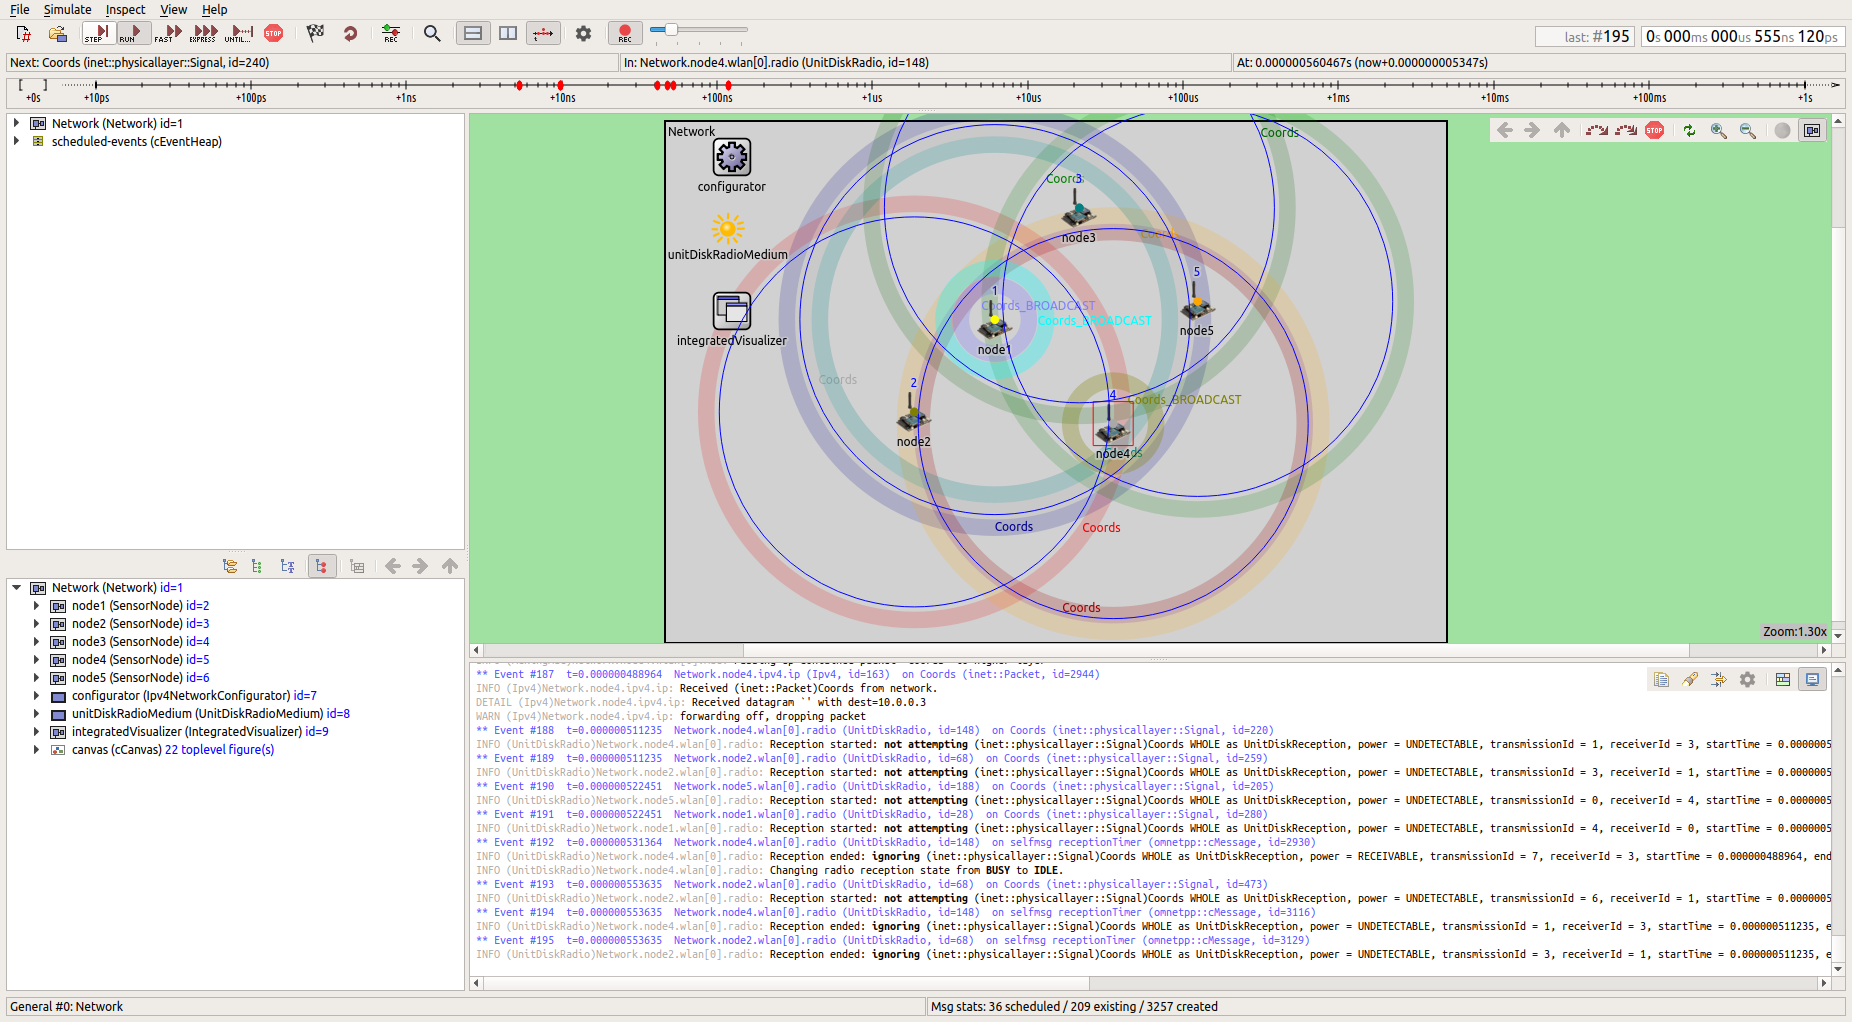 File Simulate Inspect View Help
STEP RUN FAST EXPRESS UNTIL... STOP REC REC
last: #195 0s 000ms 000us 555ns 120ps
Next: Coords (inet::physicallayer::Signal, id=240) In: Network.node4.wlan[0].radio (UnitDiskRadio, id=148) At: 0.000000560467s (now+0.000000005347s)
+0s +10ps +100ps +1ns +10ns +100ns +1us +10us +100us +1ms +10ms +100ms +1s
Network (Network) id=1
scheduled-events (cEventHeap)
Network (Network) id=1
node1 (SensorNode) id=2
node2 (SensorNode) id=3
node3 (SensorNode) id=4
node4 (SensorNode) id=5
node5 (SensorNode) id=6
configurator (Ipv4NetworkConfigurator) id=7
unitDiskRadioMedium (UnitDiskRadioMedium) id=8
integratedVisualizer (IntegratedVisualizer) id=9
canvas (cCanvas) 22 toplevel figure(s)
Network
Coords
STOP
configurator
Coords
3
node3
unitDiskRadioMedium
5
1
Coords_BROADCAST
Coords_BROADCAST
node5
integratedVisualizer
node1
Coords
2
4
Coords_BROADCAST
node2
node4
Coords
Coords
Coords
Zoom:1.30x
** Event #187 t=0.000000488964 Network.node4.ipv4.ip (Ipv4, id=163) on Coords (inet::Packet, id=2944)
INFO (Ipv4)Network.node4.ipv4.ip: Received (inet::Packet)Coords from network.
DETAIL (Ipv4)Network.node4.ipv4.ip: Received datagram `' with dest=10.0.0.3
WARN (Ipv4)Network.node4.ipv4.ip: forwarding off, dropping packet
** Event #188 t=0.000000511235 Network.node4.wlan[0].radio (UnitDiskRadio, id=148) on Coords (inet::physicallayer::Signal, id=220)
INFO (UnitDiskRadio)Network.node4.wlan[0].radio: Reception started: not attempting (inet::physicallayer::Signal)Coords WHOLE as UnitDiskReception, power = UNDETECTABLE, transmissionId = 1, receiverId = 3, startTime = 0.0000005
** Event #189 t=0.000000511235 Network.node2.wlan[0].radio (UnitDiskRadio, id=68) on Coords (inet::physicallayer::Signal, id=259)
INFO (UnitDiskRadio)Network.node2.wlan[0].radio: Reception started: not attempting (inet::physicallayer::Signal)Coords WHOLE as UnitDiskReception, power = UNDETECTABLE, transmissionId = 3, receiverId = 1, startTime = 0.0000005
** Event #190 t=0.000000522451 Network.node5.wlan[0].radio (UnitDiskRadio, id=188) on Coords (inet::physicallayer::Signal, id=205)
INFO (UnitDiskRadio)Network.node5.wlan[0].radio: Reception started: not attempting (inet::physicallayer::Signal)Coords WHOLE as UnitDiskReception, power = UNDETECTABLE, transmissionId = 0, receiverId = 4, startTime = 0.0000005
** Event #191 t=0.000000522451 Network.node1.wlan[0].radio (UnitDiskRadio, id=28) on Coords (inet::physicallayer::Signal, id=280)
INFO (UnitDiskRadio)Network.node1.wlan[0].radio: Reception started: not attempting (inet::physicallayer::Signal)Coords WHOLE as UnitDiskReception, power = UNDETECTABLE, transmissionId = 4, receiverId = 0, startTime = 0.0000005
** Event #192 t=0.000000531364 Network.node4.wlan[0].radio (UnitDiskRadio, id=148) on selfmsg receptionTimer (omnetpp::cMessage, id=2930)
INFO (UnitDiskRadio)Network.node4.wlan[0].radio: Reception ended: ignoring (inet::physicallayer::Signal)Coords WHOLE as UnitDiskReception, power = RECEIVABLE, transmissionId = 7, receiverId = 3, startTime = 0.000000488964, end
INFO (UnitDiskRadio)Network.node4.wlan[0].radio: Changing radio reception state from BUSY to IDLE.
** Event #193 t=0.000000553635 Network.node2.wlan[0].radio (UnitDiskRadio, id=68) on Coords (inet::physicallayer::Signal, id=473)
INFO (UnitDiskRadio)Network.node2.wlan[0].radio: Reception started: not attempting (inet::physicallayer::Signal)Coords WHOLE as UnitDiskReception, power = UNDETECTABLE, transmissionId = 6, receiverId = 1, startTime = 0.0000005
** Event #194 t=0.000000553635 Network.node4.wlan[0].radio (UnitDiskRadio, id=148) on selfmsg receptionTimer (omnetpp::cMessage, id=3116)
INFO (UnitDiskRadio)Network.node4.wlan[0].radio: Reception ended: ignoring (inet::physicallayer::Signal)Coords WHOLE as UnitDiskReception, power = UNDETECTABLE, transmissionId = 1, receiverId = 3, startTime = 0.000000511235, e
** Event #195 t=0.000000553635 Network.node2.wlan[0].radio (UnitDiskRadio, id=68) on selfmsg receptionTimer (omnetpp::cMessage, id=3129)
INFO (UnitDiskRadio)Network.node2.wlan[0].radio: Reception ended: ignoring (inet::physicallayer::Signal)Coords WHOLE as UnitDiskReception, power = UNDETECTABLE, transmissionId = 3, receiverId = 1, startTime = 0.000000511235, e
General #0: Network Msg stats: 36 scheduled / 209 existing / 3257 created